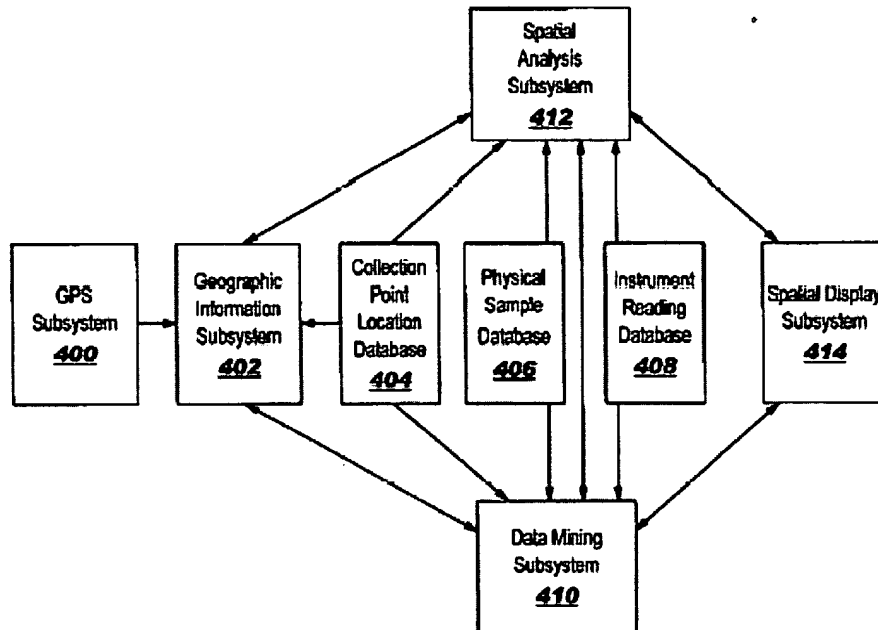 Spatial
Analysis
Subsystem
412
GPS
Subsystem
400
Geographic
Information
Subsystem
402
Collection
Point
Location
Database
404
Physical
Sample
Database
406
Instrument
Reading
Database
408
Spatial Display
Subsystem
414
Data Mining
Subsystem
410